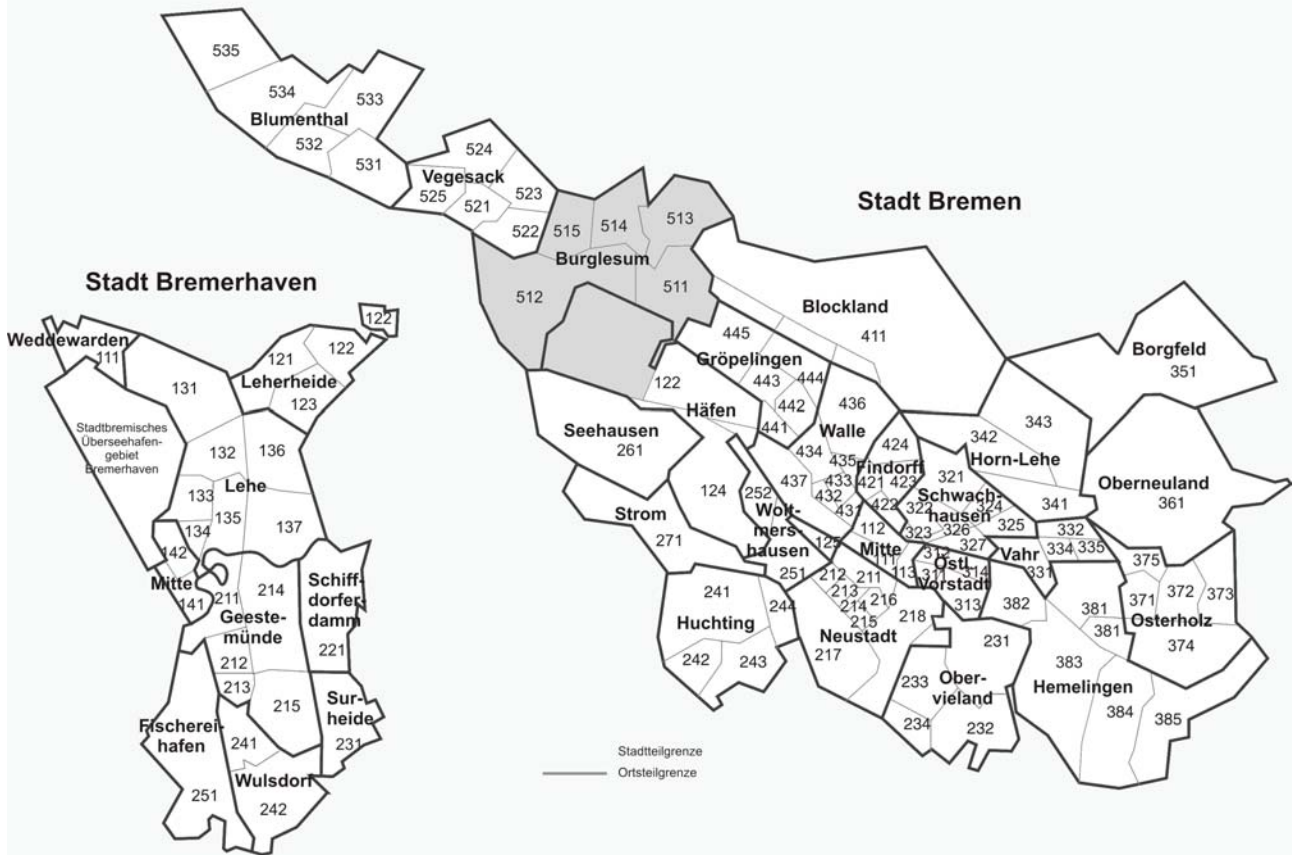 535
534
533
Blumenthal
532
531
524
Vegesack
525
523
521
522
515
514
513
Burglesum
512
511
Stadt Bremen
Stadt Bremerhaven
Weddewarden
111
122
121
122
Leherheide
123
131
Stadtbremisches
Überseehafen-
gebiet
Bremerhaven
132
136
Lehe
133
135
134
137
142
Mitte
141
211
214
Geeste-
münde
Schiff-
dorfer-
damm
221
212
213
215
Sur-
heide
231
Fischerei-
hafen
241
Wulsdorf
251
242
Blockland
411
445
Gröpelingen
443
444
442
441
122
Häfen
Borgfeld
351
436
Walle
434
435
437
433
432
431
424
Findorff
421
423
422
343
342
Horn-Lehe
341
321
Schwach-
hausen
322
324
323
326
325
327
Oberneuland
361
Seehausen
261
124
252
Wolt-
mers-
hausen
125
251
Strom
271
112
Mitte
111
113
312
Östl.
Vorstadt
311
314
313
332
Vahr
334
335
331
375
371
372
373
Osterholz
374
241
244
Huchting
242
243
212
211
213
214
216
215
218
Neustadt
217
231
233
Ober-
vieland
234
232
382
381
381
383
Hemelingen
384
385
Stadtteilgrenze
Ortsteilgrenze